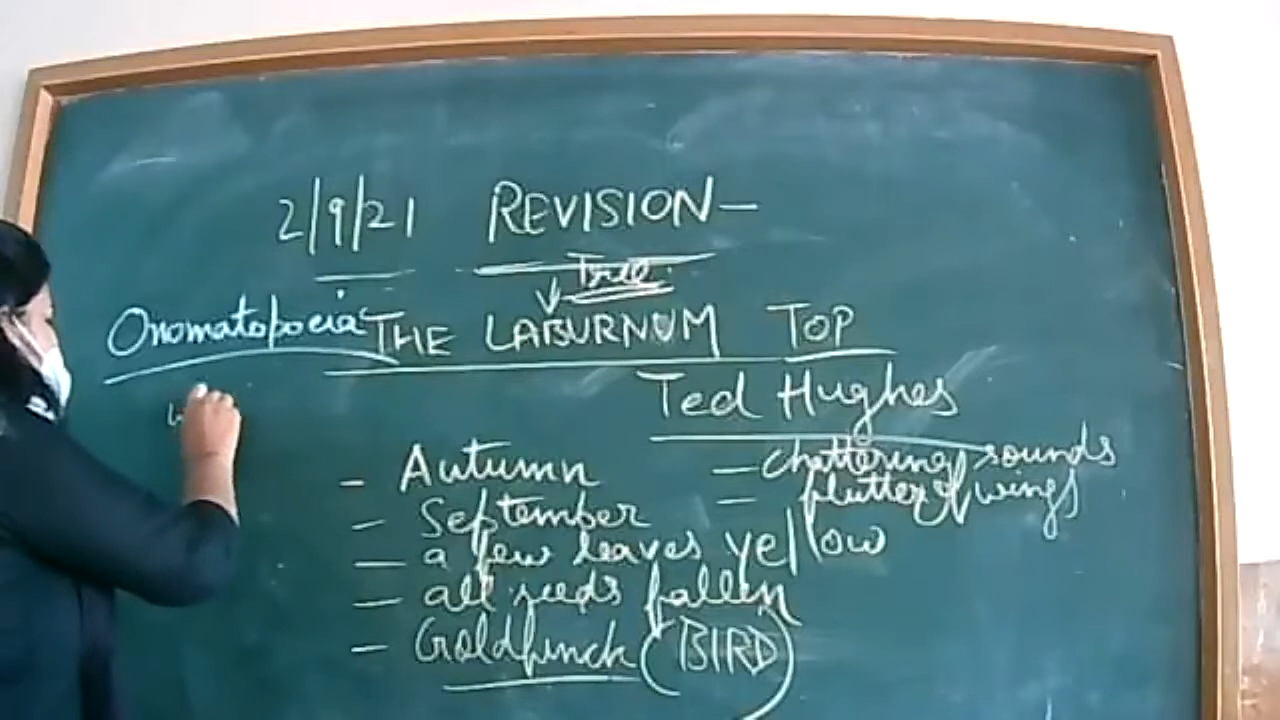 2/9/21 REVISION-
Tree
Onomatopoeia THE LABURNUM TOP
Ted Hughes
- Autumn
- September
- a few leaves yellow
- all seeds fallen
- Goldfinch (BIRD)
- chattering sounds
- flutter of wings